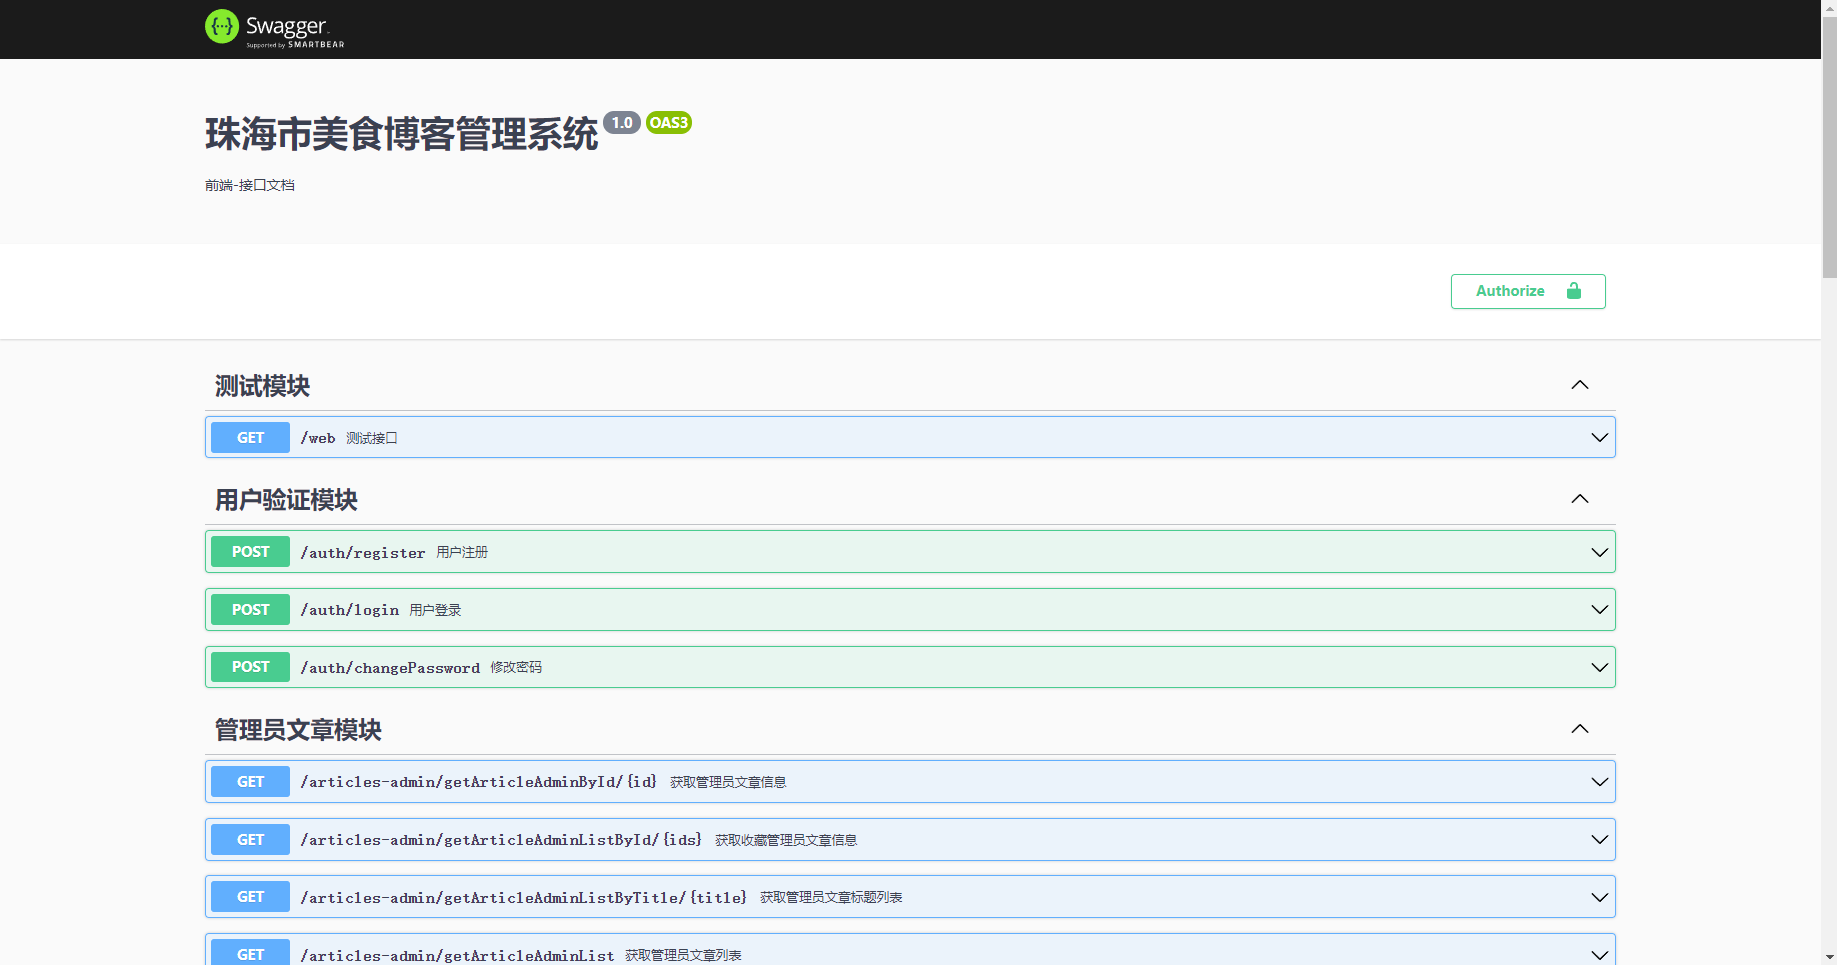 Swagger
Supported by SMARTBEAR
珠海市美食博客管理系统 1.0 OAS3
前端-接口文档
Authorize
测试模块
GET /web 测试接口
用户验证模块
POST /auth/register 用户注册
POST /auth/login 用户登录
POST /auth/changePassword 修改密码
管理员文章模块
GET /articles-admin/getArticleAdminById/{id} 获取管理员文章信息
GET /articles-admin/getArticleAdminListById/{ids} 获取收藏管理员文章信息
GET /articles-admin/getArticleAdminListByTitle/{title} 获取管理员文章标题列表
GET /articles-admin/getArticleAdminList 获取管理员文章列表